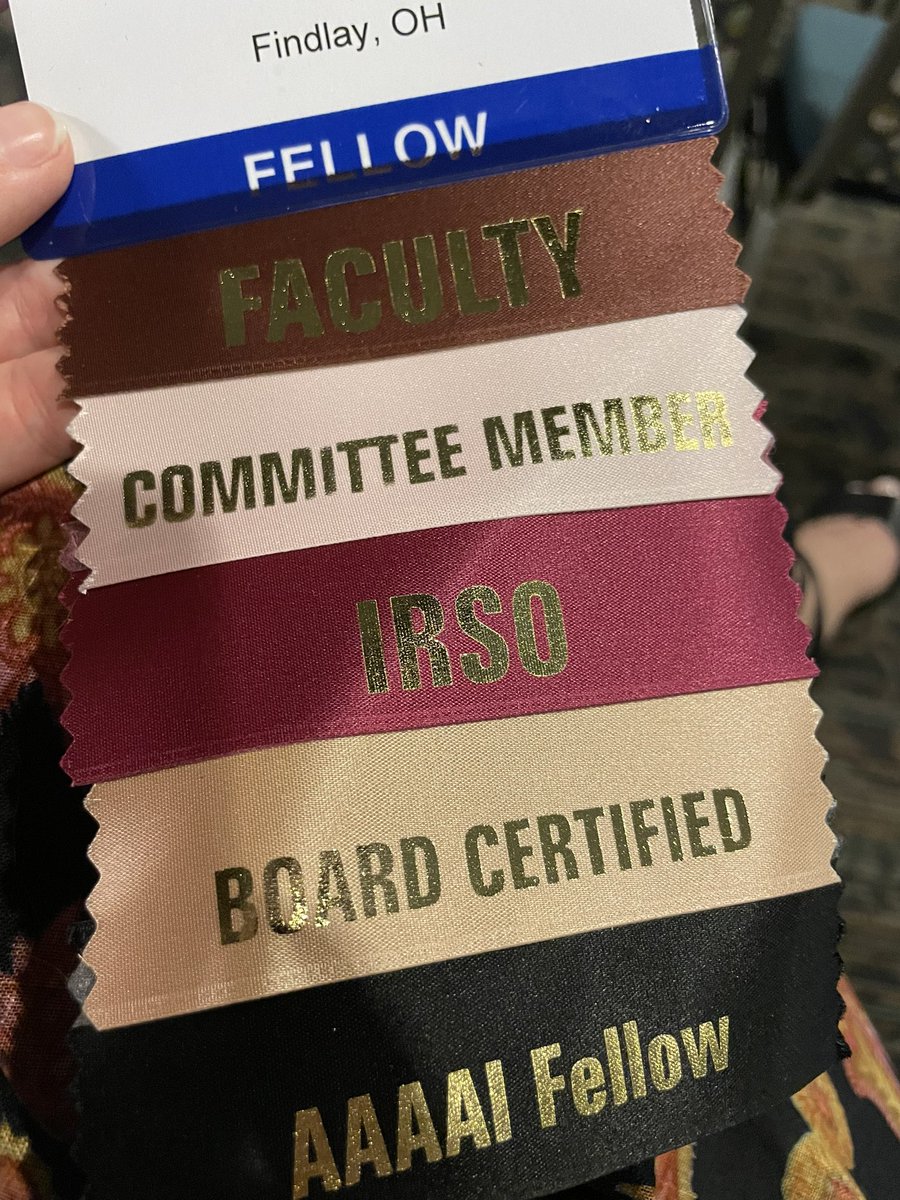 Findlay, OH
FELLOW
FACULTY
COMMITTEE MEMBER
IRSO
BOARD CERTIFIED
AAAAI Fellow